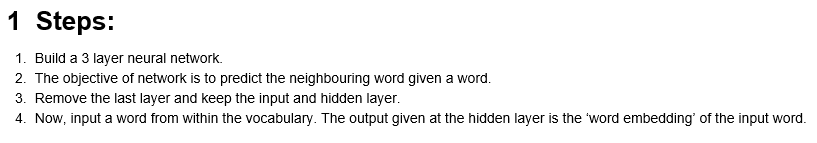 1 Steps:
1. Build a 3 layer neural network.
2. The objective of network is to predict the neighbouring word given a word.
3. Remove the last layer and keep the input and hidden layer.
4. Now, input a word from within the vocabulary. The output given at the hidden layer is the ‘word embedding’ of the input word.